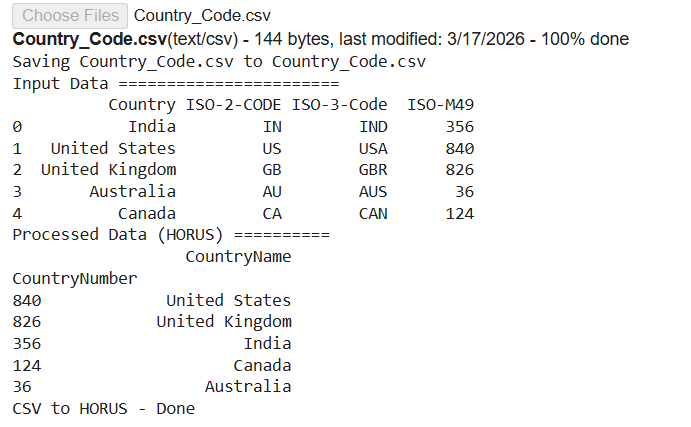 Choose Files Country_Code.csv
Country_Code.csv(text/csv) - 144 bytes, last modified: 3/17/2026 - 100% done
Saving Country_Code.csv to Country_Code.csv
Input Data =======================
Country ISO-2-CODE ISO-3-Code ISO-M49
0 India IN IND 356
1 United States US USA 840
2 United Kingdom GB GBR 826
3 Australia AU AUS 36
4 Canada CA CAN 124
Processed Data (HORUS) ==========
CountryName
CountryNumber
840 United States
826 United Kingdom
356 India
124 Canada
36 Australia
CSV to HORUS - Done